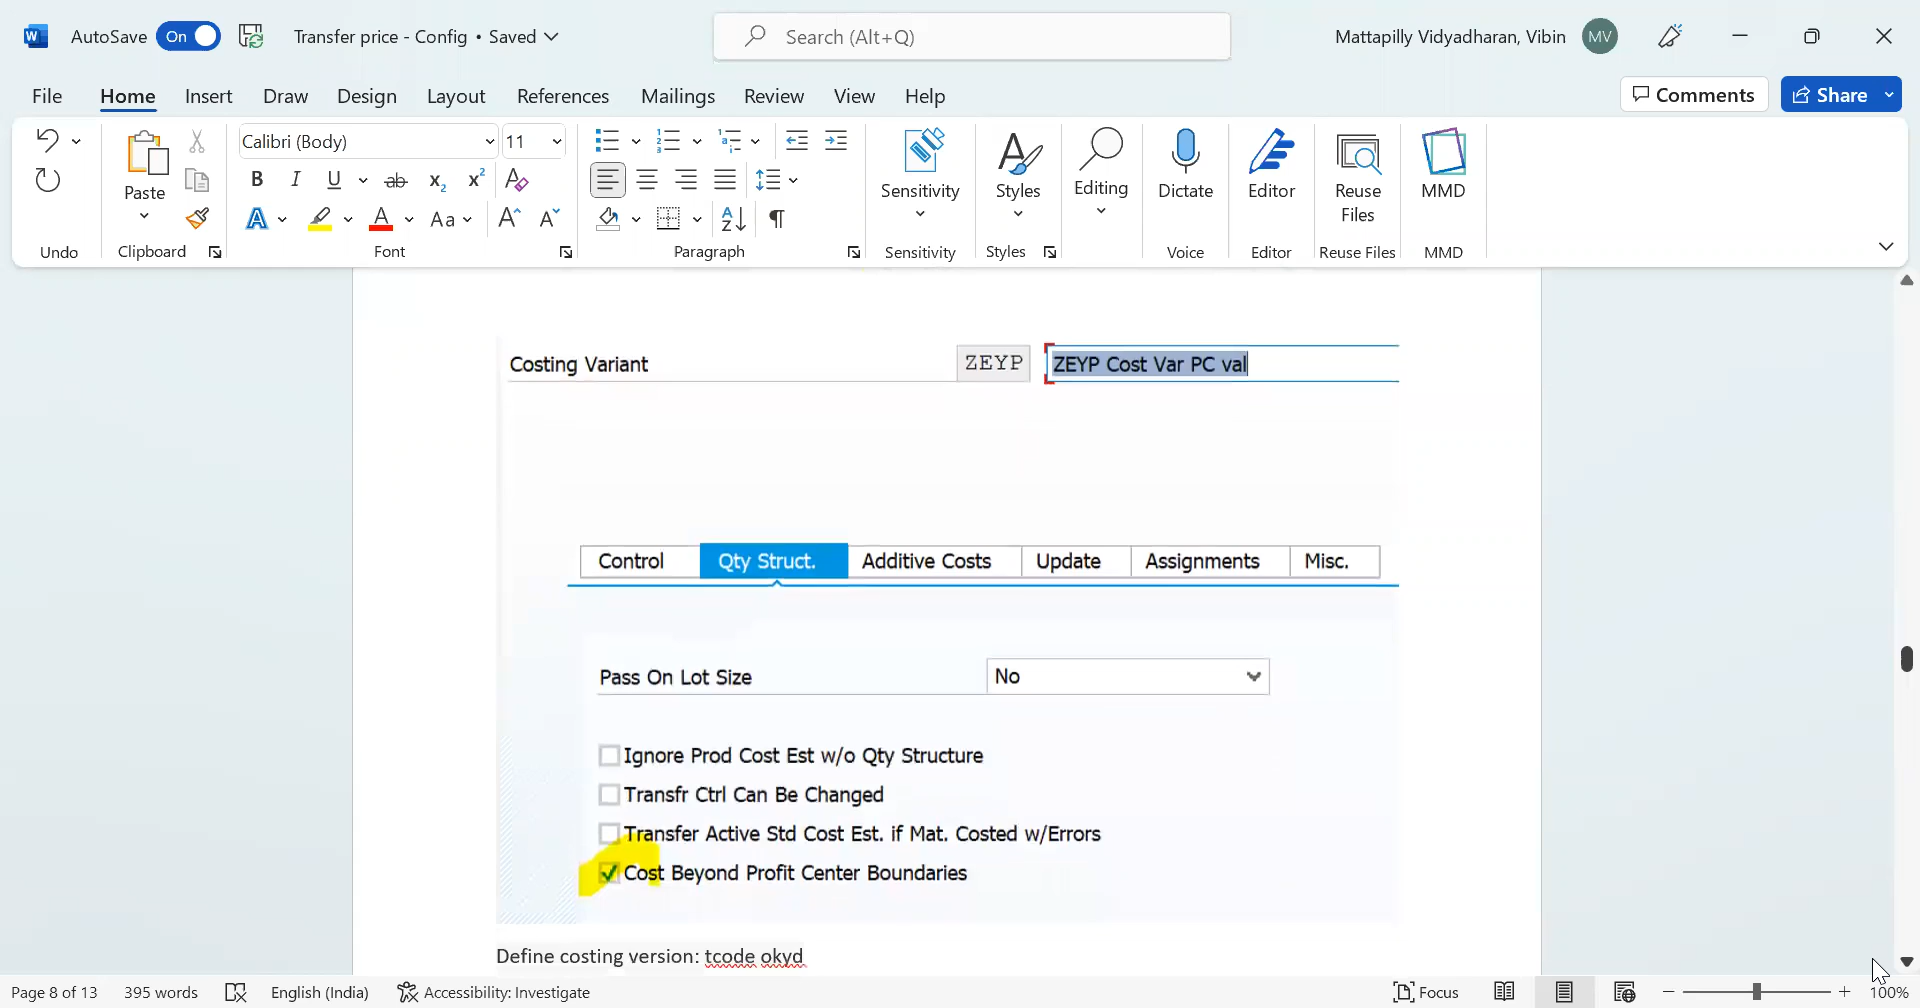 AutoSave On Transfer price - Config • Saved Search (Alt+Q) Mattapilly Vidyadharan, Vibin MV
File Home Insert Draw Design Layout References Mailings Review View Help Comments Share
Calibri (Body) 11
Paste Sensitivity Styles Editing Dictate Editor Reuse Files MMD
Undo Clipboard Font Paragraph Sensitivity Styles Voice Editor Reuse Files MMD
Costing Variant ZEYP ZEYP Cost Var PC val
Control Qty Struct. Additive Costs Update Assignments Misc.
Pass On Lot Size No
Ignore Prod Cost Est w/o Qty Structure
Transfr Ctrl Can Be Changed
Transfer Active Std Cost Est. if Mat. Costed w/Errors
Cost Beyond Profit Center Boundaries
Define costing version: tcode okyd
Page 8 of 13 395 words English (India) Accessibility: Investigate Focus 100%